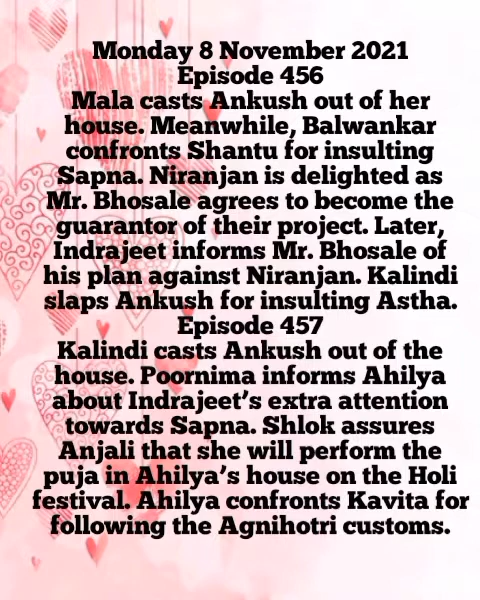 Monday 8 November 2021
Episode 456
Mala casts Ankush out of her
house. Meanwhile, Balwankar
confronts Shantu for insulting
Sapna. Niranjan is delighted as
Mr. Bhosale agrees to become the
guarantor of their project. Later,
Indrajeet informs Mr. Bhosale of
his plan against Niranjan. Kalindi
slaps Ankush for insulting Astha.
Episode 457
Kalindi casts Ankush out of the
house. Poornima informs Ahilya
about Indrajeet's extra attention
towards Sapna. Shlok assures
Anjali that she will perform the
puja in Ahilya's house on the Holi
festival. Ahilya confronts Kavita for
following the Agnihotri customs.